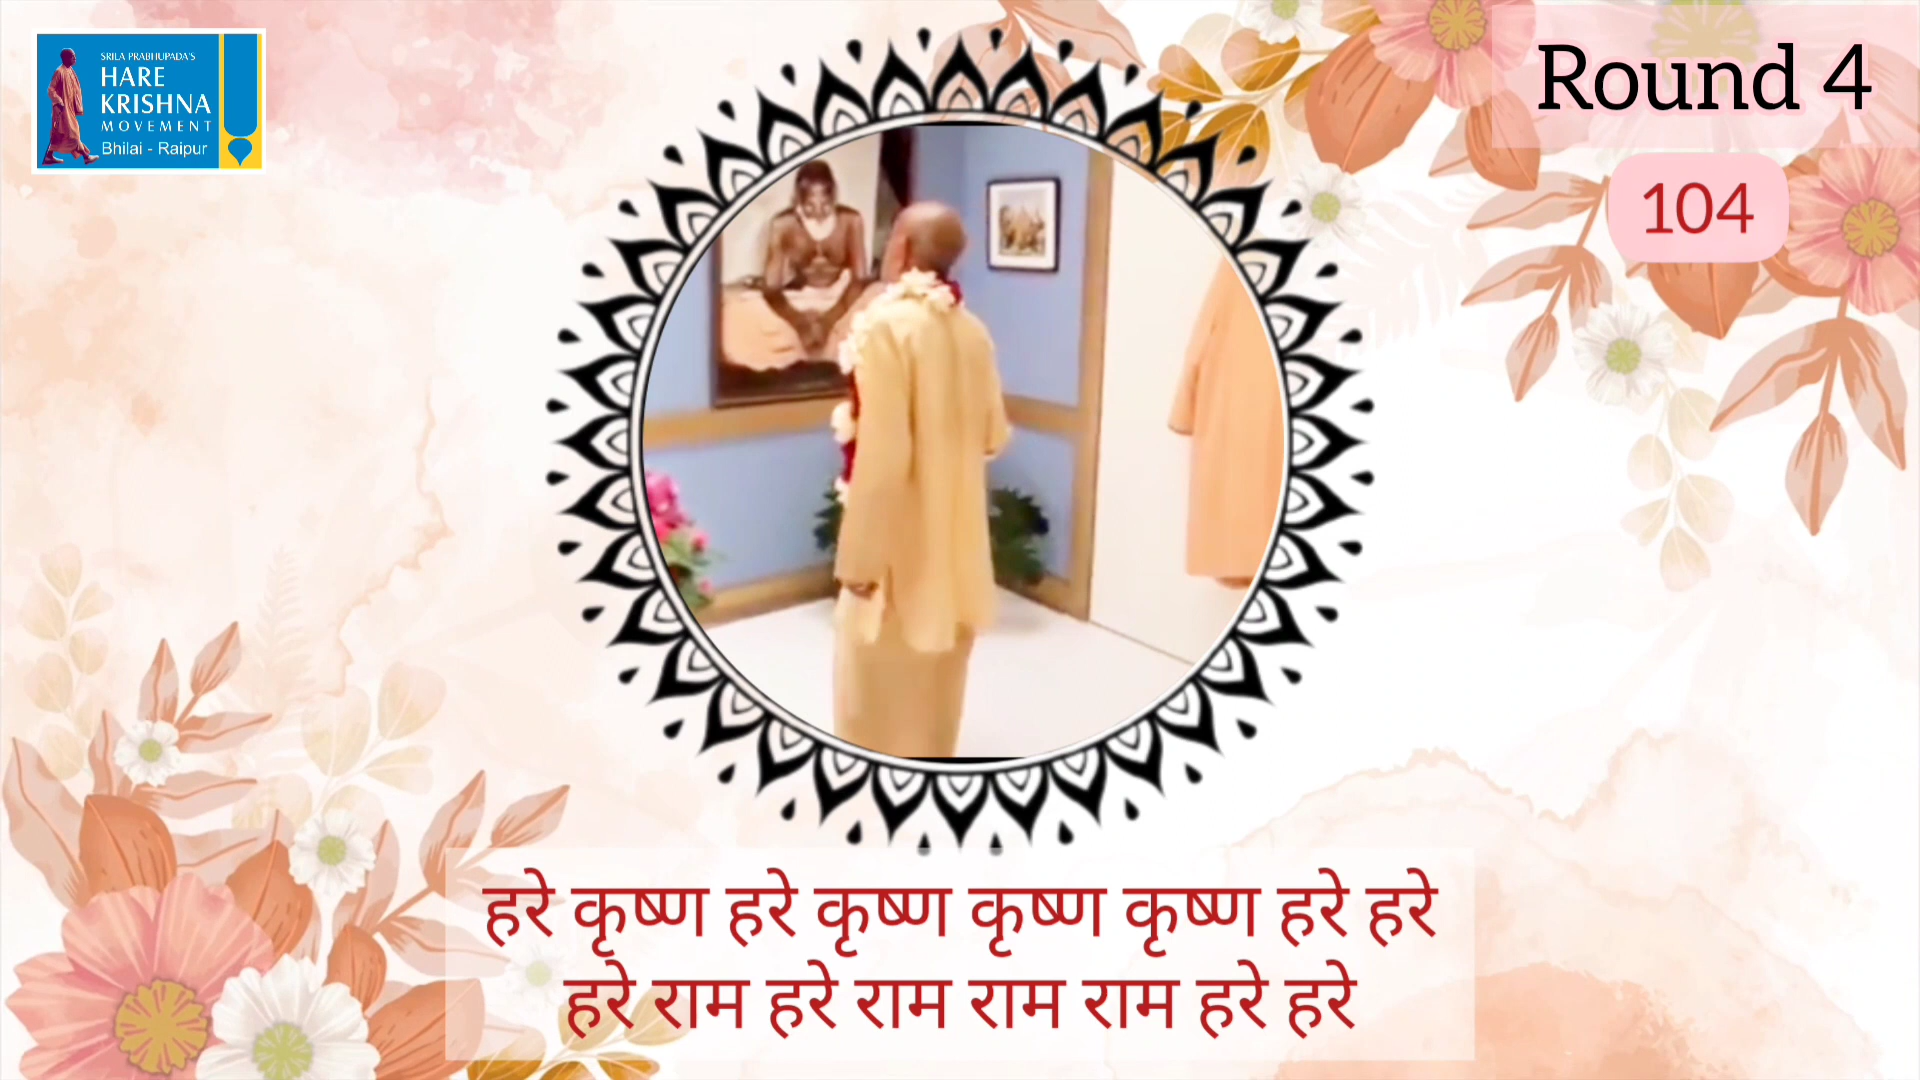 SRILA PRABHUPADA'S
HARE
KRISHNA
MOVEMENT
Bhilai - Raipur
Round 4
104
हरे कृष्ण हरे कृष्ण कृष्ण कृष्ण हरे हरे
हरे राम हरे राम राम राम हरे हरे